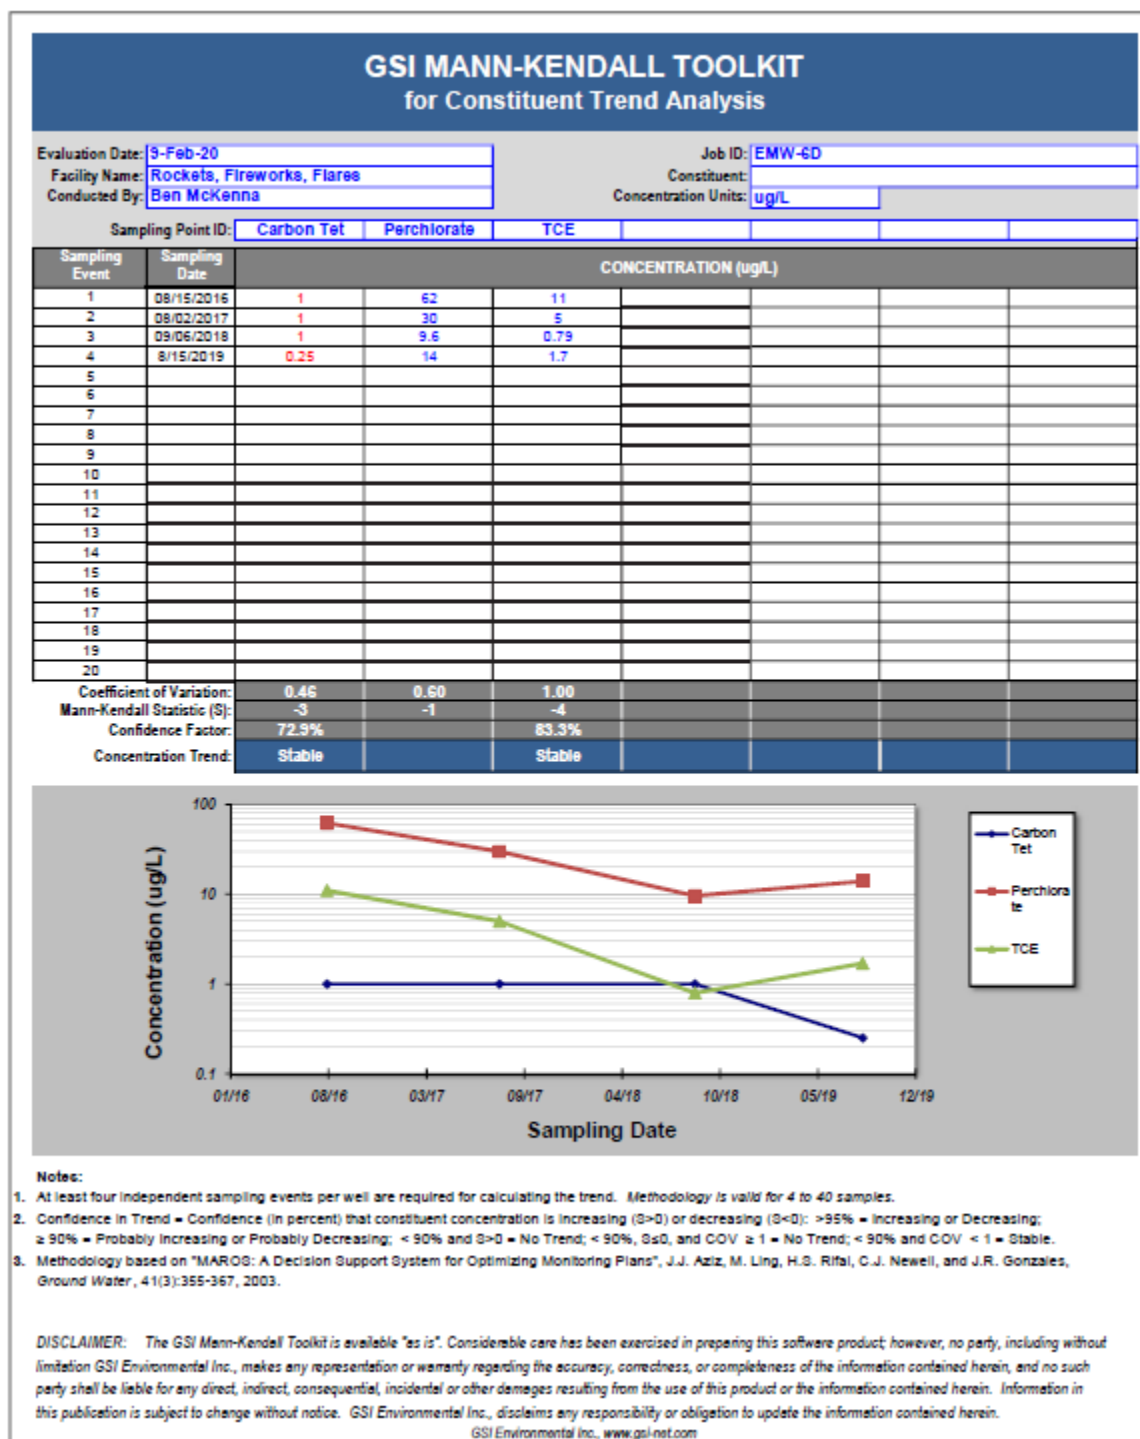 GSI MANN-KENDALL TOOLKIT
for Constituent Trend Analysis
Evaluation Date: 9-Feb-20 Job ID: EMW-6D
Facility Name: Rockets, Fireworks, Flares Constituent:
Conducted By: Ben McKenna Concentration Units: ug/L
Sampling Point ID: Carbon Tet Perchlorate TCE
Sampling Event Sampling Date CONCENTRATION (ug/L)
1 08/15/2016 1 62 11
2 08/02/2017 1 30 5
3 09/06/2018 1 9.6 0.79
4 8/15/2019 0.25 14 1.7
5
6
7
8
9
10
11
12
13
14
15
16
17
18
19
20
Coefficient of Variation: 0.46 0.60 1.00
Mann-Kendall Statistic (S): -3 -1 -4
Confidence Factor: 72.9% 83.3%
Concentration Trend: Stable Stable
Concentration (ug/L)
100
10
1
0.1
01/16 08/16 03/17 09/17 04/18 10/18 05/19 12/19
Sampling Date
Carbon
Tet
Perchlora
te
TCE
Notes:
1. At least four independent sampling events per well are required for calculating the trend. Methodology is valid for 4 to 40 samples.
2. Confidence in Trend = Confidence (in percent) that constituent concentration is increasing (S>0) or decreasing (S<0): >95% = Increasing or Decreasing;
≥ 90% = Probably Increasing or Probably Decreasing; < 90% and S>0 = No Trend; < 90%, S≤0, and COV ≥ 1 = No Trend; < 90% and COV < 1 = Stable.
3. Methodology based on "MAROS: A Decision Support System for Optimizing Monitoring Plans", J.J. Aziz, M. Ling, H.S. Rifai, C.J. Newell, and J.R. Gonzales,
Ground Water, 41(3):355-367, 2003.
DISCLAIMER: The GSI Mann-Kendall Toolkit is available "as is". Considerable care has been exercised in preparing this software product; however, no party, including without
limitation GSI Environmental Inc., makes any representation or warranty regarding the accuracy, correctness, or completeness of the information contained herein, and no such
party shall be liable for any direct, indirect, consequential, incidental or other damages resulting from the use of this product or the information contained herein. Information in
this publication is subject to change without notice. GSI Environmental Inc., disclaims any responsibility or obligation to update the information contained herein.
GSI Environmental Inc., www.gsi-net.com